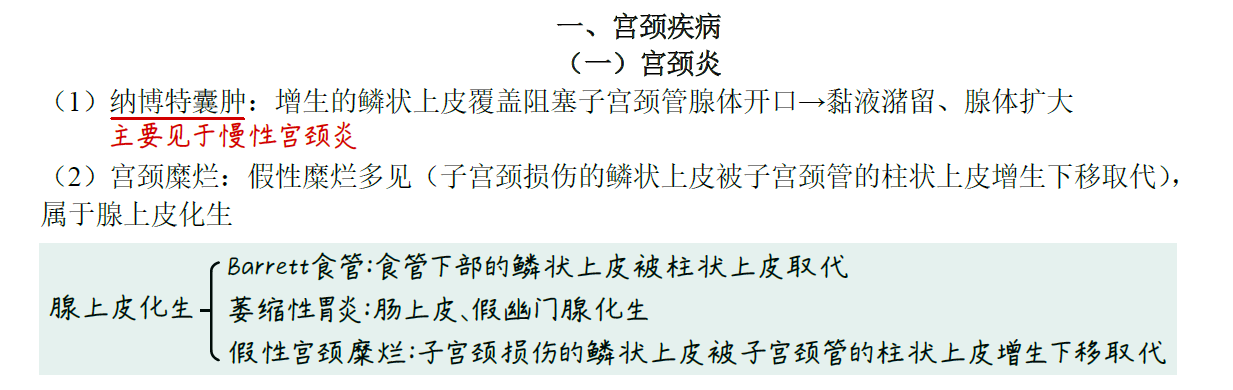 一、宫颈疾病
（一）宫颈炎
（1）纳博特囊肿：增生的鳞状上皮覆盖阻塞子宫颈管腺体开口→黏液潴留、腺体扩大
主要见于慢性宫颈炎
（2）宫颈糜烂：假性糜烂多见（子宫颈损伤的鳞状上皮被子宫颈管的柱状上皮增生下移取代），
属于腺上皮化生
腺上皮化生
Barrett食管：食管下部的鳞状上皮被柱状上皮取代
萎缩性胃炎：肠上皮、假幽门腺化生
假性宫颈糜烂：子宫颈损伤的鳞状上皮被子宫颈管的柱状上皮增生下移取代